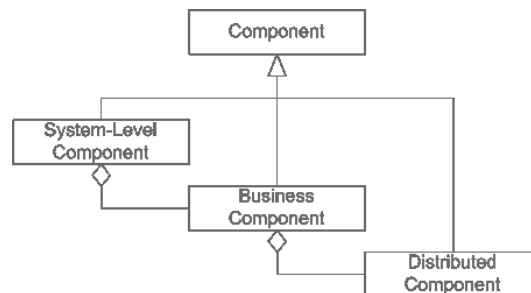 Component
System-Level
Component
Business
Component
Distributed
Component